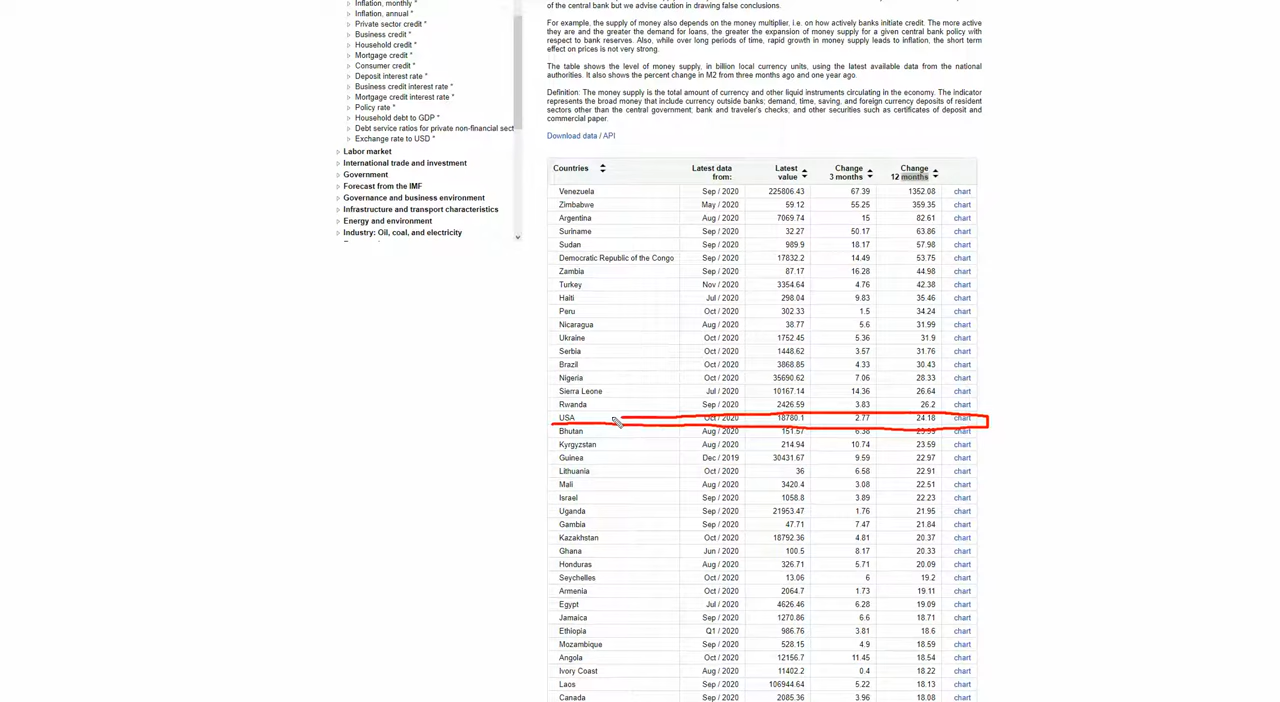 Inflation, monthly *
Inflation, annual *
Private sector credit *
Business credit *
Household credit *
Mortgage credit *
Consumer credit *
Deposit interest rate *
Business credit interest rate *
Mortgage credit interest rate *
Policy rate *
Household debt to GDP *
Debt service ratios for private non-financial sect
Exchange rate to USD *
Labor market
International trade and investment
Government
Forecast from the IMF
Governance and business environment
Infrastructure and transport characteristics
Energy and environment
Industry: Oil, coal, and electricity
of the central bank but we advise caution in drawing false conclusions.
For example, the supply of money also depends on the money multiplier, i.e. on how actively banks initiate credit. The more active
they are and the greater the demand for loans, the greater the expansion of money supply for a given central bank policy with
respect to bank reserves. Also, while over long periods of time, rapid growth in money supply leads to inflation, the short term
effect on prices is not very strong.
The table shows the level of money supply, in billion local currency units, using the latest available data from the national
authorities. It also shows the percent change in M2 from three months ago and one year ago.
Definition: The money supply is the total amount of currency and other liquid instruments circulating in the economy. The indicator
represents the broad money that include currency outside banks; demand, time, saving, and foreign currency deposits of resident
sectors other than the central government; bank and traveler's checks; and other securities such as certificates of deposit and
commercial paper.
Download data / API
Countries Latest data from: Latest value Change 3 months Change 12 months
Venezuela Sep / 2020 225806.43 67.39 1352.08 chart
Zimbabwe May / 2020 59.12 55.25 359.35 chart
Argentina Aug / 2020 7069.74 15 82.61 chart
Suriname Sep / 2020 32.27 50.17 63.86 chart
Sudan Sep / 2020 989.9 18.17 57.98 chart
Democratic Republic of the Congo Sep / 2020 17832.2 14.49 53.75 chart
Zambia Sep / 2020 87.17 16.28 44.98 chart
Turkey Nov / 2020 3354.64 4.76 42.38 chart
Haiti Jul / 2020 298.04 9.83 35.46 chart
Peru Oct / 2020 302.33 1.5 34.24 chart
Nicaragua Aug / 2020 38.77 5.6 31.99 chart
Ukraine Oct / 2020 1752.45 5.36 31.9 chart
Serbia Oct / 2020 1448.62 3.57 31.76 chart
Brazil Oct / 2020 3868.85 4.33 30.43 chart
Nigeria Oct / 2020 35690.62 7.06 28.33 chart
Sierra Leone Jul / 2020 10167.14 14.36 26.64 chart
Rwanda Sep / 2020 2426.59 3.83 26.2 chart
USA Oct / 2020 18780.1 2.77 24.18 chart
Bhutan Aug / 2020 151.57 6.38 chart
Kyrgyzstan Aug / 2020 214.94 10.74 23.59 chart
Guinea Dec / 2019 30431.67 9.59 22.97 chart
Lithuania Oct / 2020 36 6.58 22.91 chart
Mali Aug / 2020 3420.4 3.08 22.51 chart
Israel Sep / 2020 1058.8 3.89 22.23 chart
Uganda Sep / 2020 21953.47 1.76 21.95 chart
Gambia Sep / 2020 47.71 7.47 21.84 chart
Kazakhstan Oct / 2020 18792.36 4.81 20.37 chart
Ghana Jun / 2020 100.5 8.17 20.33 chart
Honduras Aug / 2020 326.71 5.71 20.09 chart
Seychelles Oct / 2020 13.06 6 19.2 chart
Armenia Oct / 2020 2064.7 1.73 19.11 chart
Egypt Jul / 2020 4626.46 6.28 19.09 chart
Jamaica Sep / 2020 1270.86 6.6 18.71 chart
Ethiopia Q1 / 2020 986.76 3.81 18.6 chart
Mozambique Sep / 2020 528.15 4.9 18.59 chart
Angola Oct / 2020 12156.7 11.45 18.54 chart
Ivory Coast Aug / 2020 11402.2 0.4 18.22 chart
Laos Sep / 2020 106944.64 5.22 18.13 chart
Canada Sep / 2020 2085.36 3.96 18.08 chart